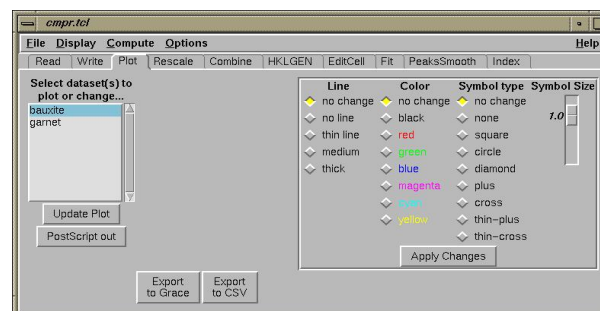 cmpr.tcl
File Display Compute Options Help
Read Write Plot Rescale Combine HKLGEN EditCell Fit PeaksSmooth Index
Select dataset(s) to
plot or change...
bauxite
garnet
Update Plot
PostScript out
Export
to Grace
Export
to CSV
Line Color Symbol type Symbol Size
no change no change no change 1.0
no line black none
thin line red square
medium green circle
thick blue diamond
magenta plus
cyan cross
yellow thin-plus
thin-cross
Apply Changes